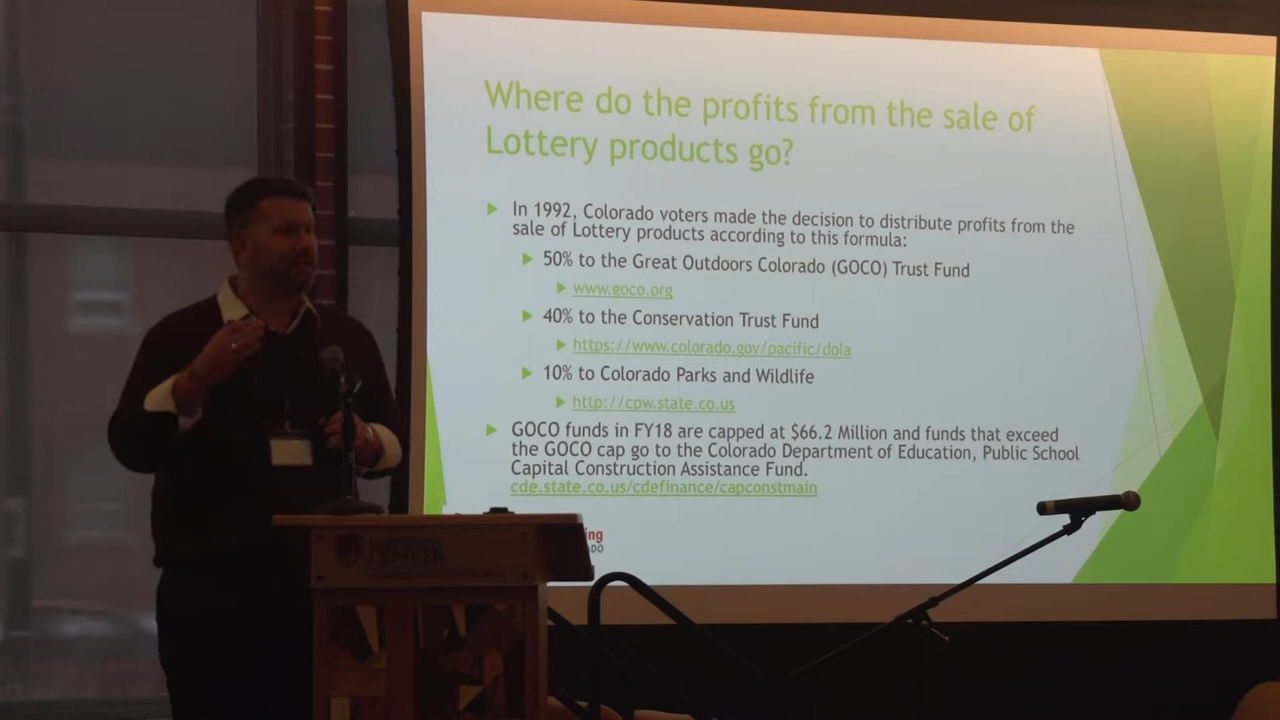 Where do the profits from the sale of
Lottery products go?
In 1992, Colorado voters made the decision to distribute profits from the
sale of Lottery products according to this formula:
50% to the Great Outdoors Colorado (GOCO) Trust Fund
www.goco.org
40% to the Conservation Trust Fund
https://www.colorado.gov/pacific/dola
10% to Colorado Parks and Wildlife
http://cpw.state.co.us
GOCO funds in FY18 are capped at $66.2 Million and funds that exceed
the GOCO cap go to the Colorado Department of Education, Public School
Capital Construction Assistance Fund.
cde.state.co.us/cdefinance/capconstmain
DENVER